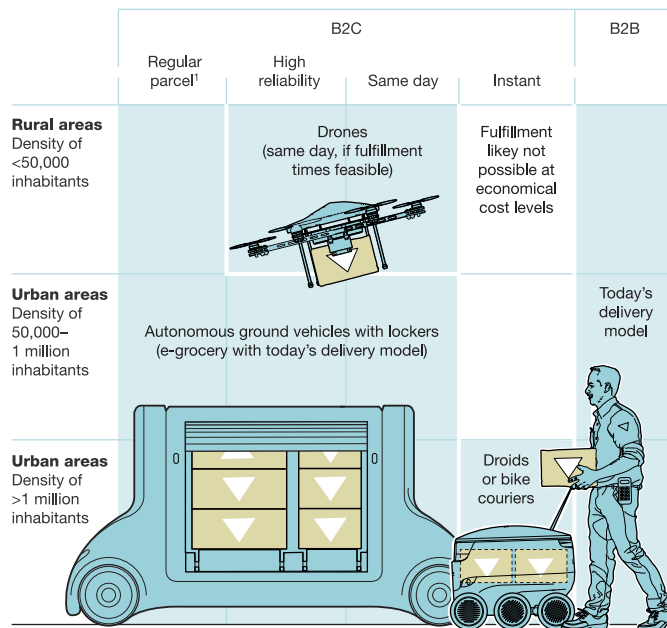 B2C
B2B
Regular
parcel¹
High
reliability
Same day
Instant
Rural areas
Density of
<50,000
inhabitants
Drones
(same day, if fulfillment
times feasible)
Fulfillment
likey not
possible at
economical
cost levels
Urban areas
Density of
50,000–
1 million
inhabitants
Autonomous ground vehicles with lockers
(e-grocery with today's delivery model)
Today's
delivery
model
Urban areas
Density of
>1 million
inhabitants
Droids
or bike
couriers